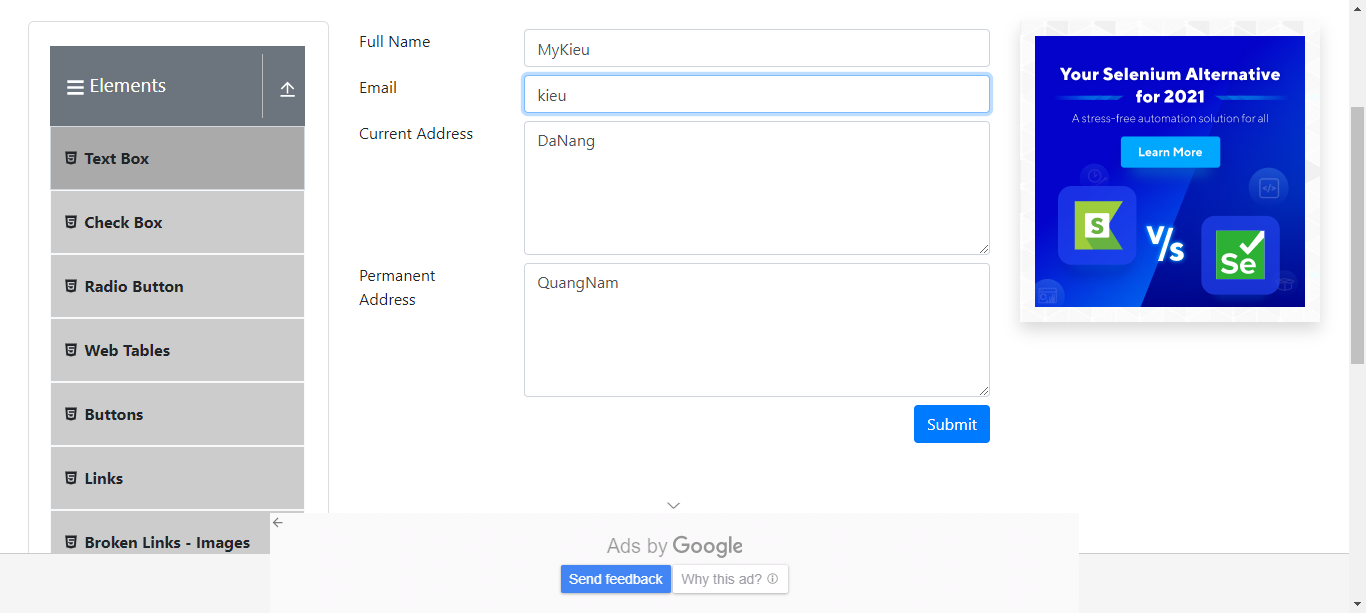 Elements
Text Box
Check Box
Radio Button
Web Tables
Buttons
Links
Broken Links - Images
Full Name
MyKieu
Email
kieu
Current Address
DaNang
Permanent
Address
QuangNam
Submit
Your Selenium Alternative
for 2021
A stress-free automation solution for all
Learn More
S
V/s
Se
Ads by Google
Send feedback
Why this ad?